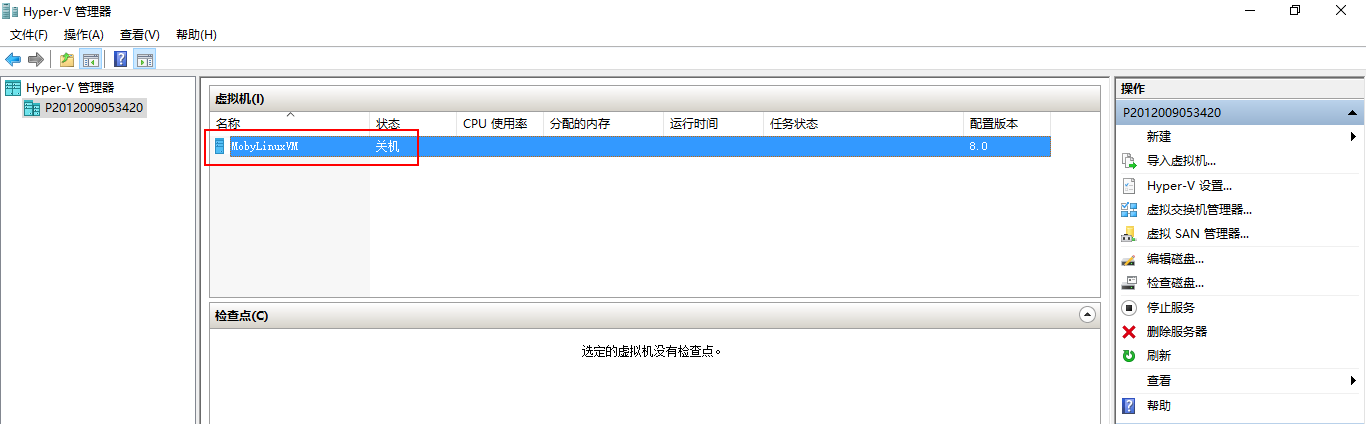 Hyper-V 管理器
文件(F) 操作(A) 查看(V) 帮助(H)
Hyper-V 管理器
P2012009053420
虚拟机(I)
名称 状态 CPU 使用率 分配的内存 运行时间 任务状态 配置版本
MobyLinuxVM 关机 8.0
检查点(C)
选定的虚拟机没有检查点。
操作
P2012009053420
新建
导入虚拟机...
Hyper-V 设置...
虚拟交换机管理器...
虚拟 SAN 管理器...
编辑磁盘...
检查磁盘...
停止服务
删除服务器
刷新
查看
帮助